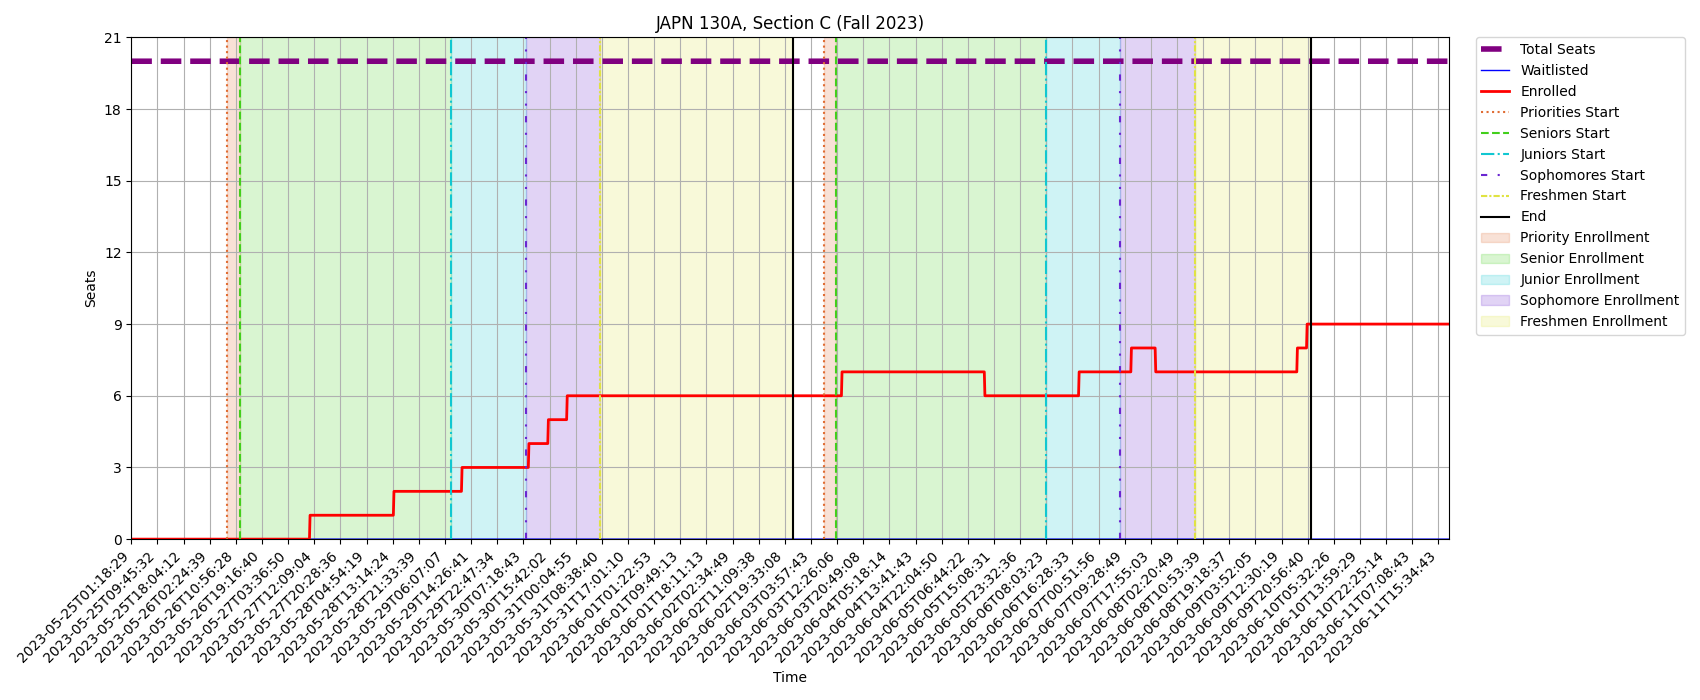 JAPN 130A, Section C (Fall 2023)
21
18
15
12
9
6
3
0
Seats
2023-05-25T01:18:29
2023-05-25T09:45:32
2023-05-25T18:04:12
2023-05-26T02:24:39
2023-05-26T10:56:28
2023-05-26T19:16:40
2023-05-27T03:36:50
2023-05-27T12:09:04
2023-05-27T20:28:36
2023-05-28T04:54:19
2023-05-28T13:14:24
2023-05-28T21:33:39
2023-05-29T06:07:07
2023-05-29T14:26:41
2023-05-29T22:47:34
2023-05-30T07:18:43
2023-05-30T15:42:02
2023-05-31T00:04:55
2023-05-31T08:38:40
2023-05-31T17:01:10
2023-06-01T01:22:53
2023-06-01T09:49:13
2023-06-01T18:11:13
2023-06-02T02:34:49
2023-06-02T11:09:38
2023-06-02T19:33:08
2023-06-03T03:57:43
2023-06-03T12:26:06
2023-06-03T20:49:08
2023-06-04T05:18:14
2023-06-04T13:41:43
2023-06-04T22:04:50
2023-06-05T06:44:22
2023-06-05T15:08:31
2023-06-05T23:32:36
2023-06-06T08:03:23
2023-06-06T16:28:33
2023-06-07T00:51:56
2023-06-07T09:28:49
2023-06-07T17:55:03
2023-06-08T02:20:49
2023-06-08T10:53:39
2023-06-08T19:18:37
2023-06-09T03:52:05
2023-06-09T12:30:19
2023-06-09T20:56:40
2023-06-10T05:32:26
2023-06-10T13:59:29
2023-06-10T22:25:14
2023-06-11T07:08:43
2023-06-11T15:34:43
Time
Total Seats
Waitlisted
Enrolled
Priorities Start
Seniors Start
Juniors Start
Sophomores Start
Freshmen Start
End
Priority Enrollment
Senior Enrollment
Junior Enrollment
Sophomore Enrollment
Freshmen Enrollment